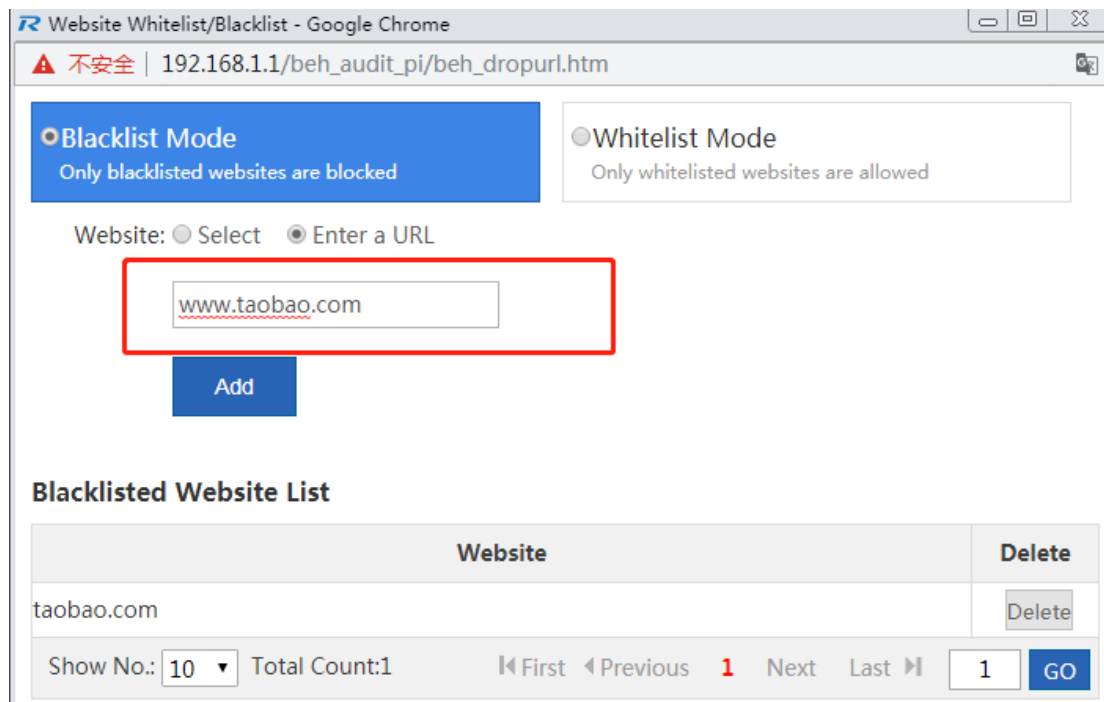 Website Whitelist/Blacklist - Google Chrome
不安全 | 192.168.1.1/beh_audit_pi/beh_dropurl.htm
Blacklist Mode
Only blacklisted websites are blocked
Whitelist Mode
Only whitelisted websites are allowed
Website: Select Enter a URL
www.taobao.com
Add
Blacklisted Website List
Website Delete
taobao.com Delete
Show No.: 10 Total Count:1 First Previous 1 Next Last 1 GO